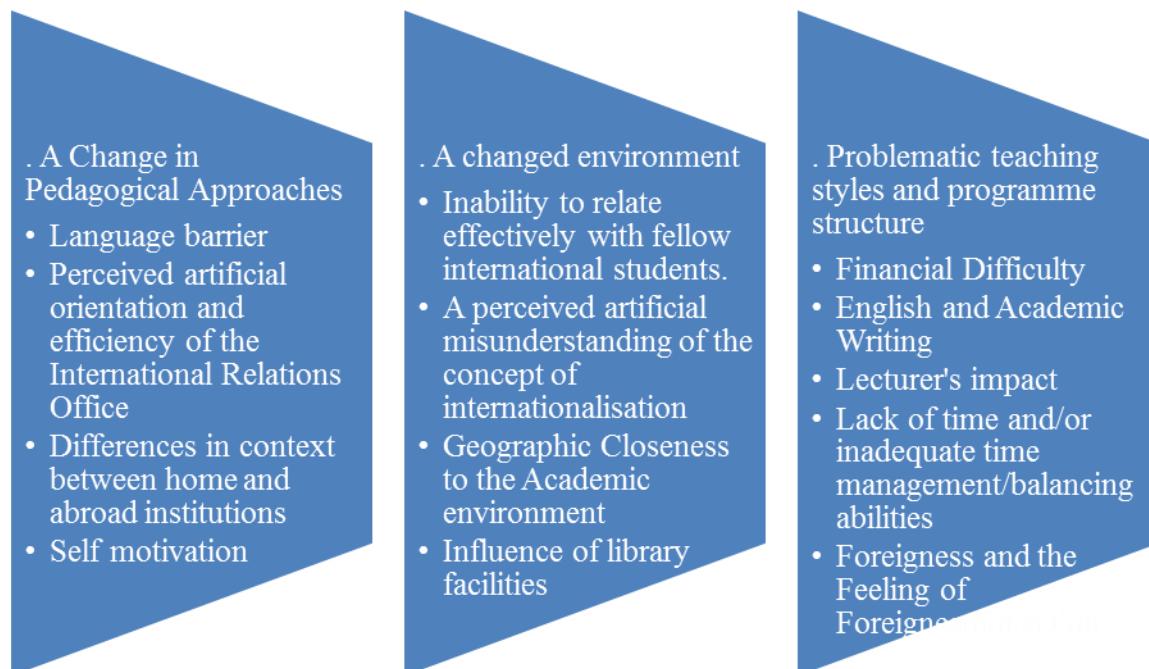 . A Change in
Pedagogical Approaches
• Language barrier
• Perceived artificial
orientation and
efficiency of the
International Relations
Office
• Differences in context
between home and
abroad institutions
• Self motivation
. A changed environment
• Inability to relate
effectively with fellow
international students.
• A perceived artificial
misunderstanding of the
concept of
internationalisation
• Geographic Closeness
to the Academic
environment
• Influence of library
facilities
. Problematic teaching
styles and programme
structure
• Financial Difficulty
• English and Academic
Writing
• Lecturer's impact
• Lack of time and/or
inadequate time
management/balancing
abilities
• Foreigness and the
Feeling of